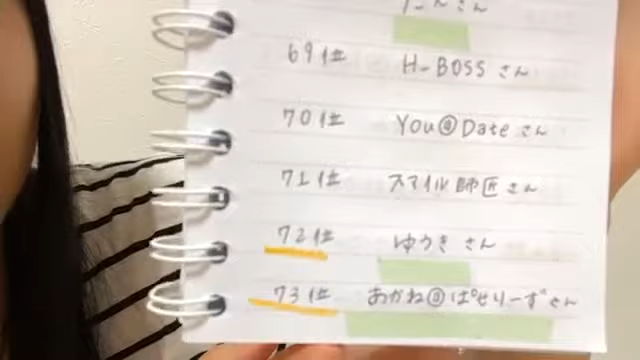 さん
69位 H-BOSSさん
70位 You@Dateさん
71位 スマイル師匠さん
72位 ゆうきさん
73位 あかね@ぱせりーずさん